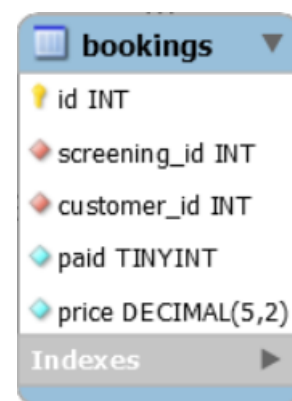 bookings
id INT
screening_id INT
customer_id INT
paid TINYINT
price DECIMAL(5,2)
Indexes